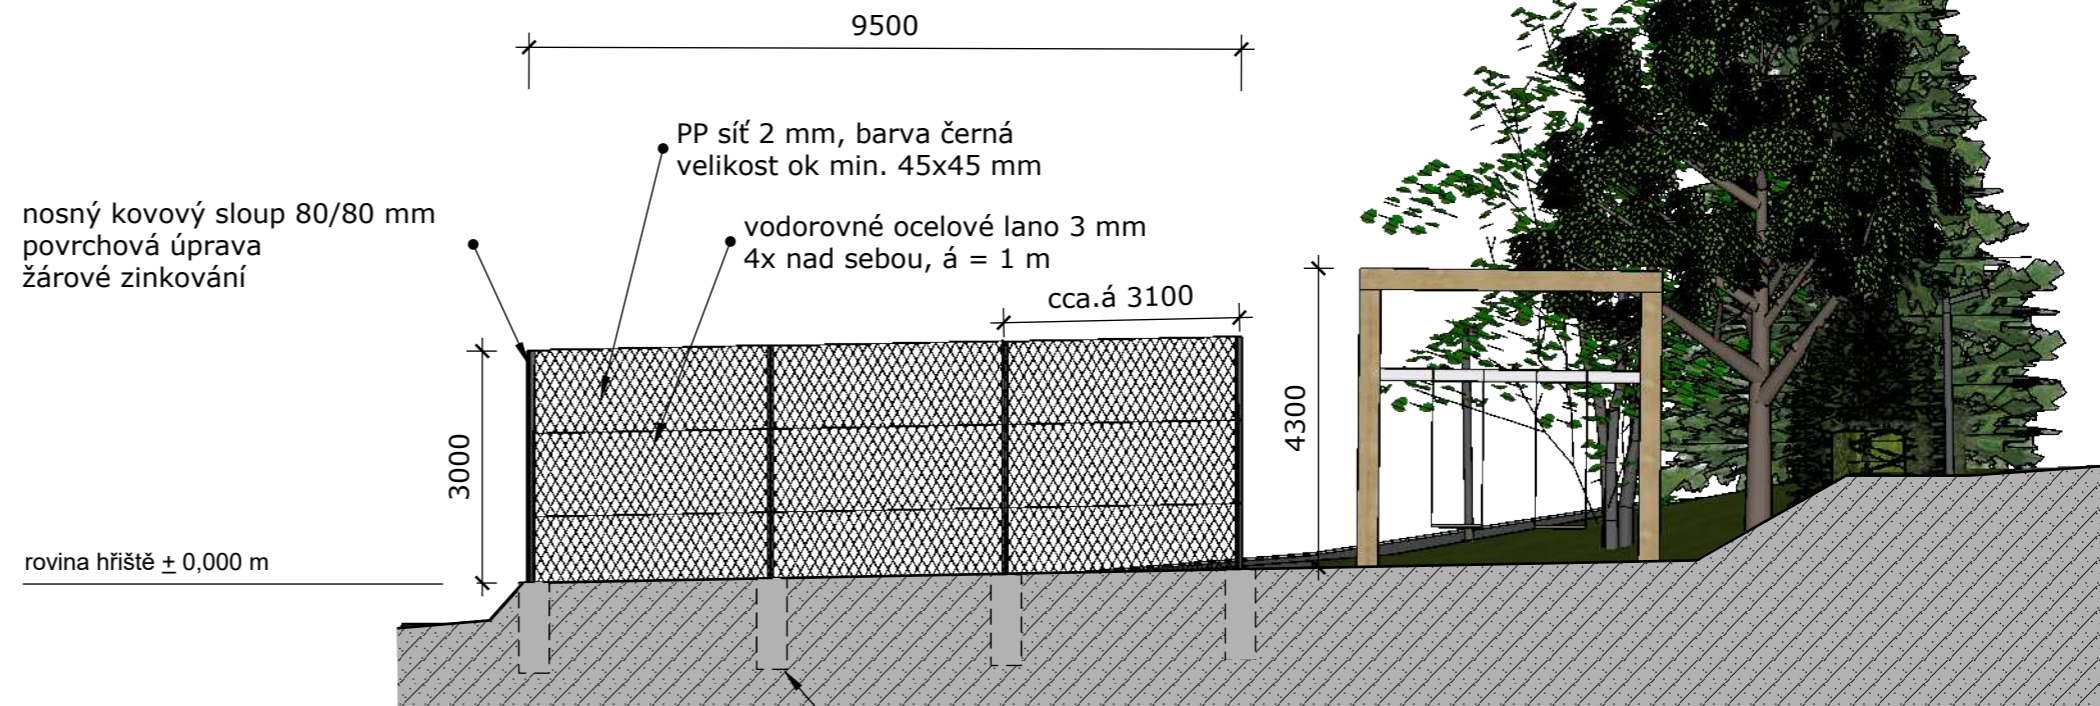 9500
PP síť 2 mm, barva černá
velikost ok min. 45x45 mm
nosný kovový sloup 80/80 mm
povrchová úprava
žárové zinkování
vodorovné ocelové lano 3 mm
4x nad sebou, á = 1 m
cca.á 3100
3000
4300
rovina hřiště ± 0,000 m